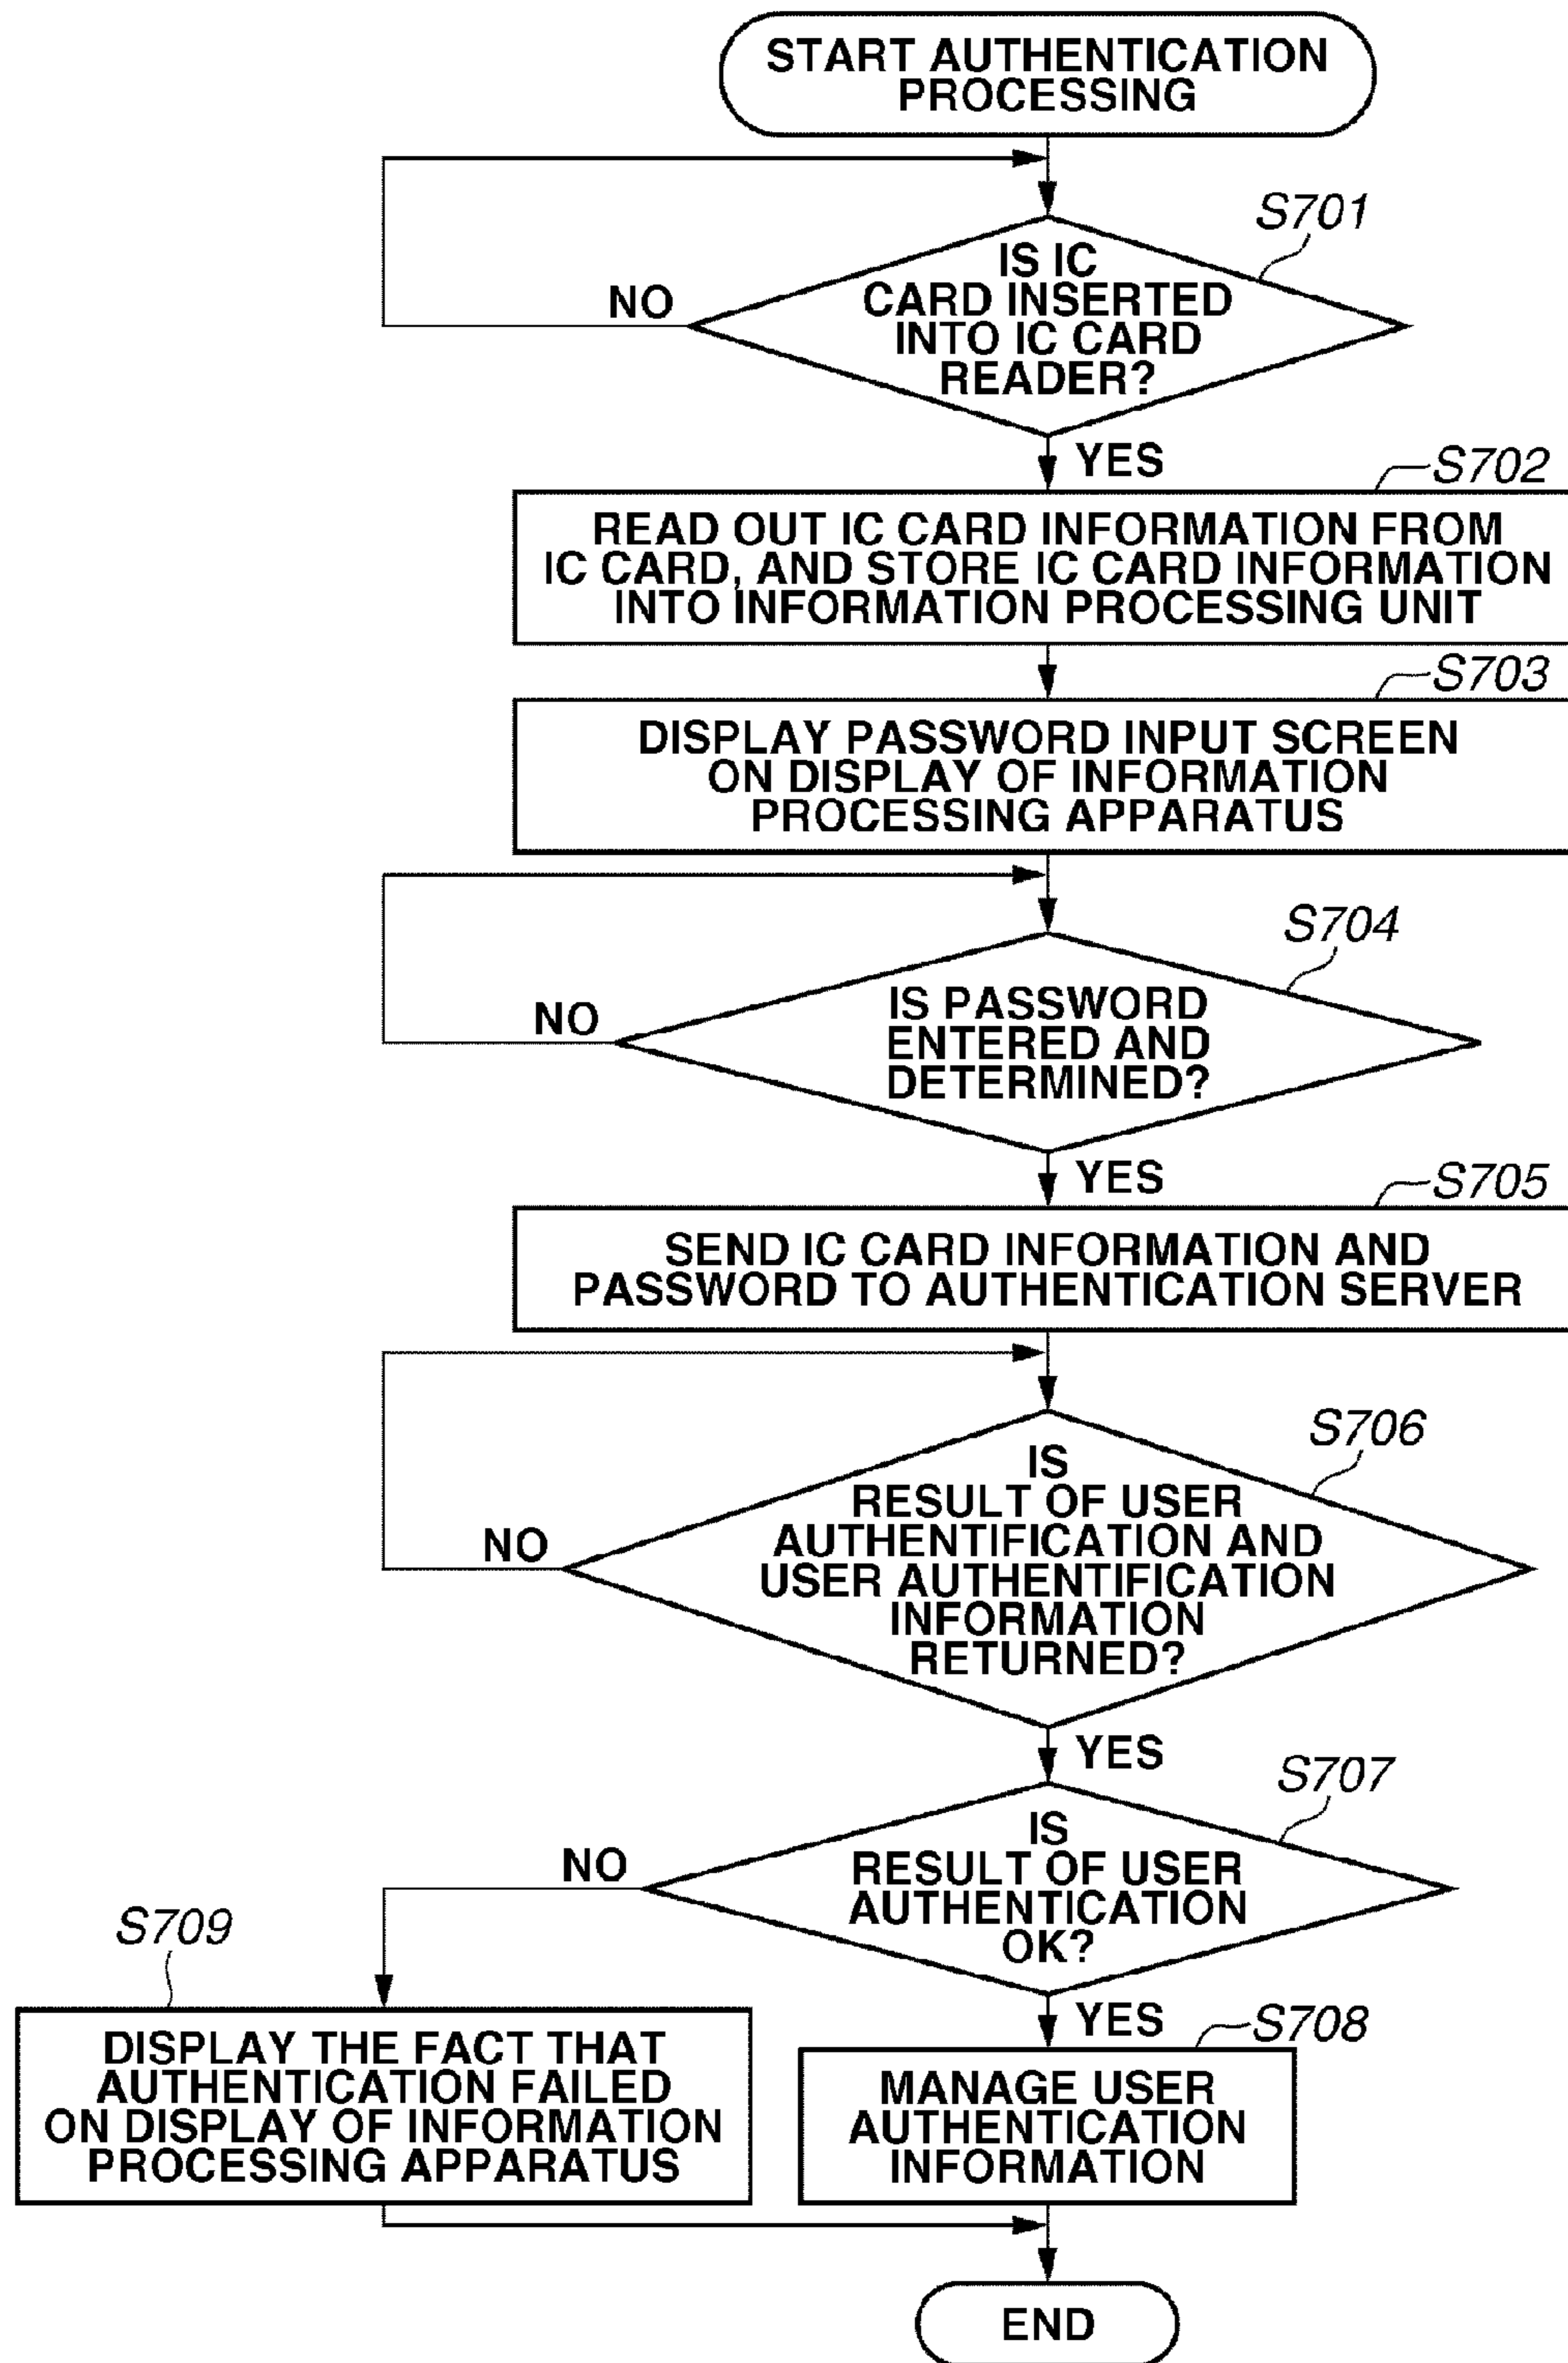 START AUTHENTICATION
PROCESSING
S701
IS IC
CARD INSERTED
INTO IC CARD
READER?
NO
YES
S702
READ OUT IC CARD INFORMATION FROM
IC CARD, AND STORE IC CARD INFORMATION
INTO INFORMATION PROCESSING UNIT
S703
DISPLAY PASSWORD INPUT SCREEN
ON DISPLAY OF INFORMATION
PROCESSING APPARATUS
S704
IS PASSWORD
ENTERED AND
DETERMINED?
NO
YES
S705
SEND IC CARD INFORMATION AND
PASSWORD TO AUTHENTICATION SERVER
S706
IS
RESULT OF USER
AUTHENTIFICATION AND
USER AUTHENTIFICATION
INFORMATION
RETURNED?
NO
YES
S707
IS
RESULT OF USER
AUTHENTICATION
OK?
NO
YES
S709
DISPLAY THE FACT THAT
AUTHENTICATION FAILED
ON DISPLAY OF INFORMATION
PROCESSING APPARATUS
S708
MANAGE USER
AUTHENTICATION
INFORMATION
END